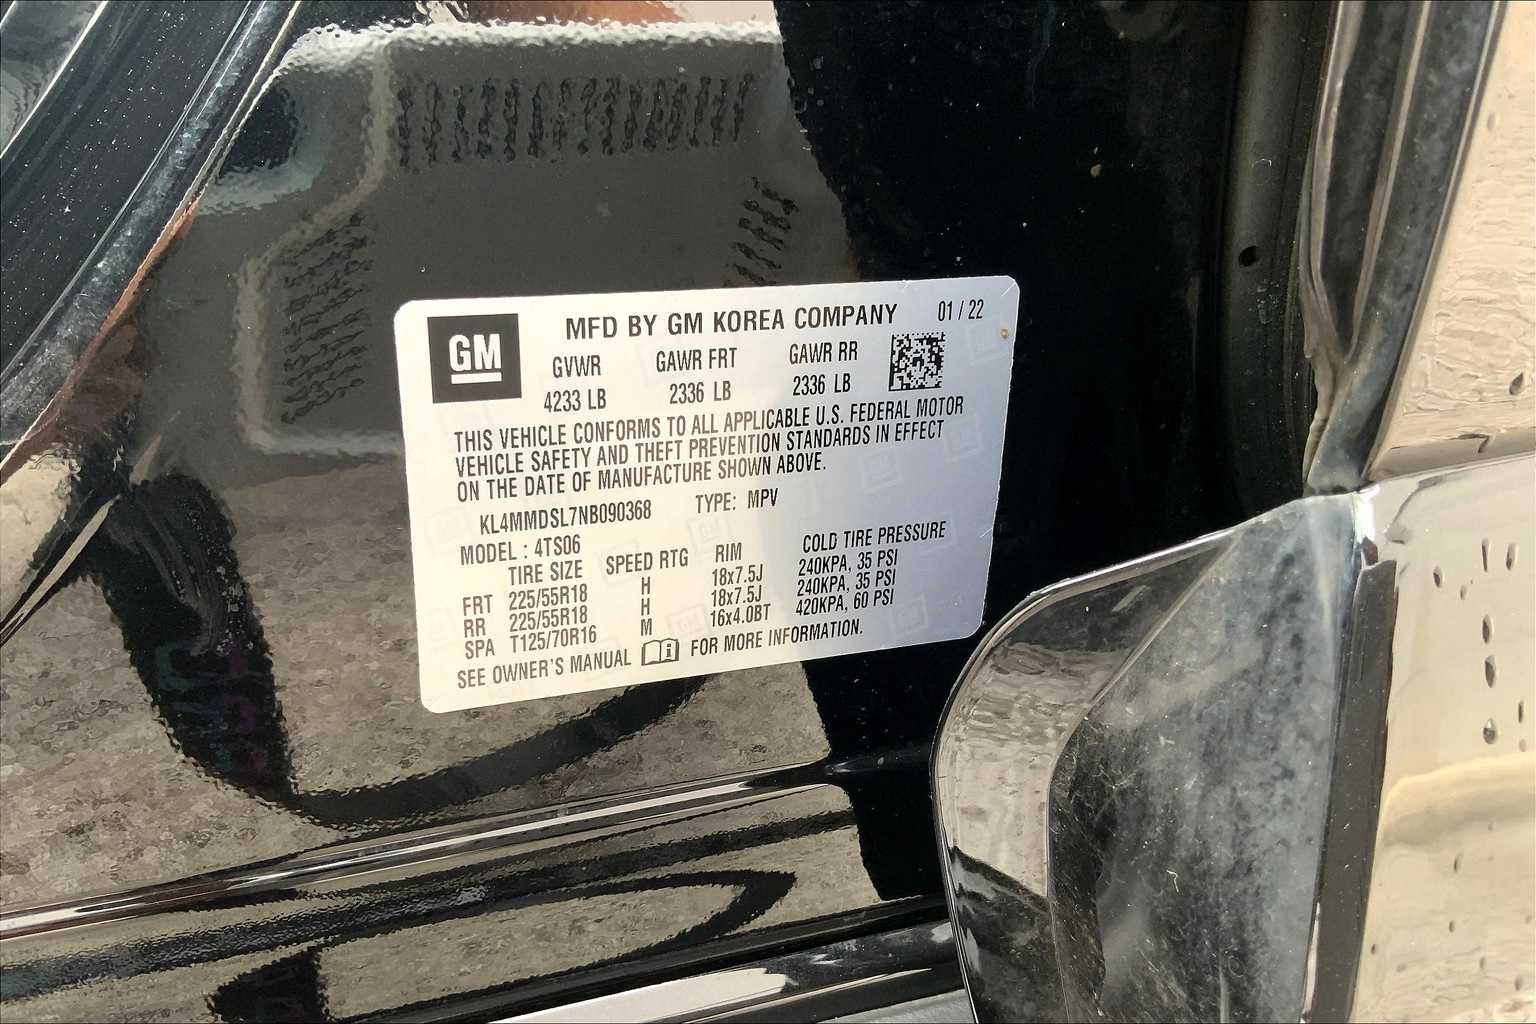 GM
MFD BY GM KOREA COMPANY 01 / 22
GVWR GAWR FRT GAWR RR
4233 LB 2336 LB 2336 LB
THIS VEHICLE CONFORMS TO ALL APPLICABLE U.S. FEDERAL MOTOR
VEHICLE SAFETY AND THEFT PREVENTION STANDARDS IN EFFECT
ON THE DATE OF MANUFACTURE SHOWN ABOVE.
KL4MMDSL7NB090368 TYPE: MPV
MODEL : 4TS06
TIRE SIZE SPEED RTG RIM COLD TIRE PRESSURE
FRT 225/55R18 H 18x7.5J 240KPA, 35 PSI
RR 225/55R18 H 18x7.5J 240KPA, 35 PSI
SPA T125/70R16 M 16x4.0BT 420KPA, 60 PSI
SEE OWNER'S MANUAL FOR MORE INFORMATION.